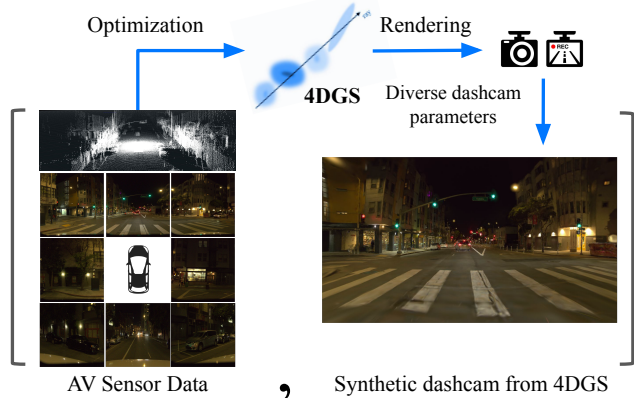 Optimization
Rendering
4DGS
REC
Diverse dashcam
parameters
AV Sensor Data
,
Synthetic dashcam from 4DGS